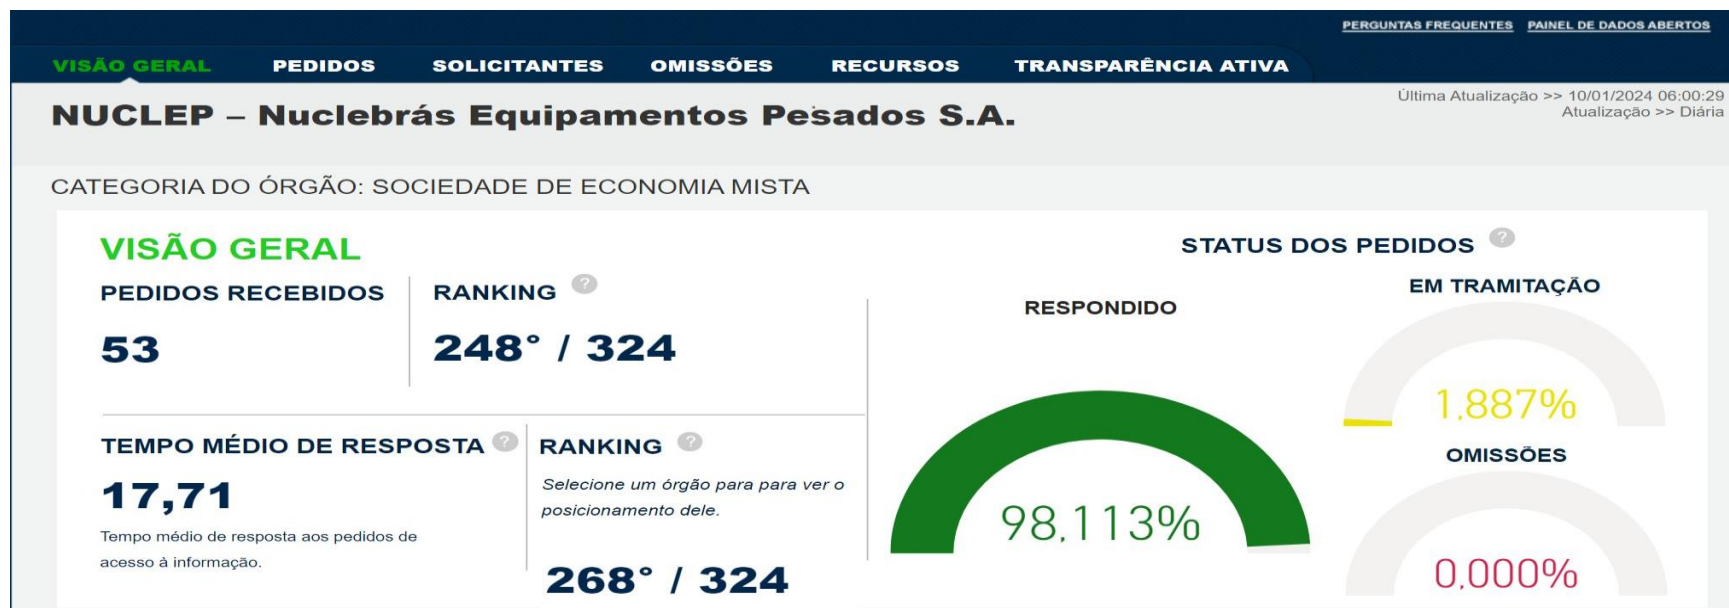 PERGUNTAS FREQUENTES PAINEL DE DADOS ABERTOS
VISÃO GERAL PEDIDOS SOLICITANTES OMISSÕES RECURSOS TRANSPARÊNCIA ATIVA
NUCLEP – Nuclebrás Equipamentos Pesados S.A.
Última Atualização >> 10/01/2024 06:00:29
Atualização >> Diária
CATEGORIA DO ÓRGÃO: SOCIEDADE DE ECONOMIA MISTA
VISÃO GERAL
PEDIDOS RECEBIDOS
53
RANKING ?
248° / 324
TEMPO MÉDIO DE RESPOSTA ?
17,71
Tempo médio de resposta aos pedidos de
acesso à informação.
RANKING ?
Selecione um órgão para para ver o
posicionamento dele.
268° / 324
STATUS DOS PEDIDOS ?
RESPONDIDO
98,113%
EM TRAMITAÇÃO
1,887%
OMISSÕES
0,000%